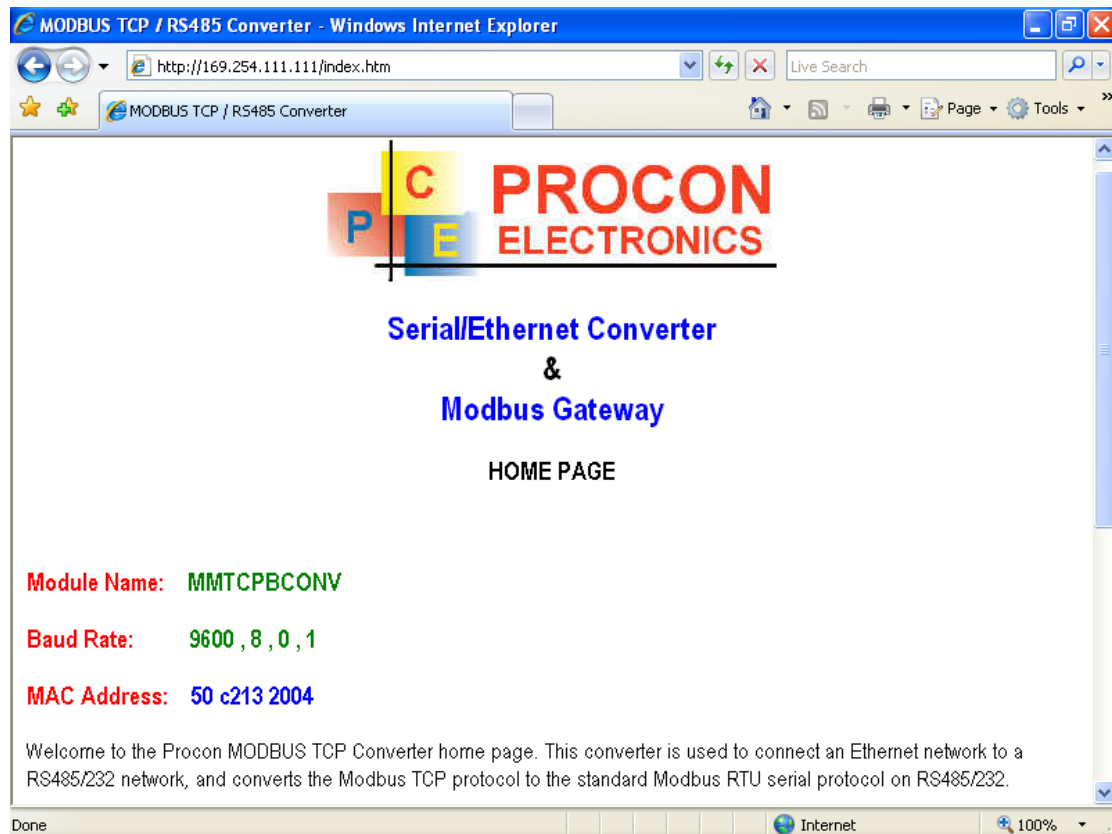 MODBUS TCP / RS485 Converter - Windows Internet Explorer
http://169.254.111.111/index.htm
Live Search
MODBUS TCP / RS485 Converter
Page
Tools
»
P
C
E
PROCON
ELECTRONICS
Serial/Ethernet Converter
&
Modbus Gateway
HOME PAGE
Module Name: MMTCPBCONV
Baud Rate: 9600 , 8 , 0 , 1
MAC Address: 50 c213 2004
Welcome to the Procon MODBUS TCP Converter home page. This converter is used to connect an Ethernet network to a
RS485/232 network, and converts the Modbus TCP protocol to the standard Modbus RTU serial protocol on RS485/232.
Done
Internet
100%